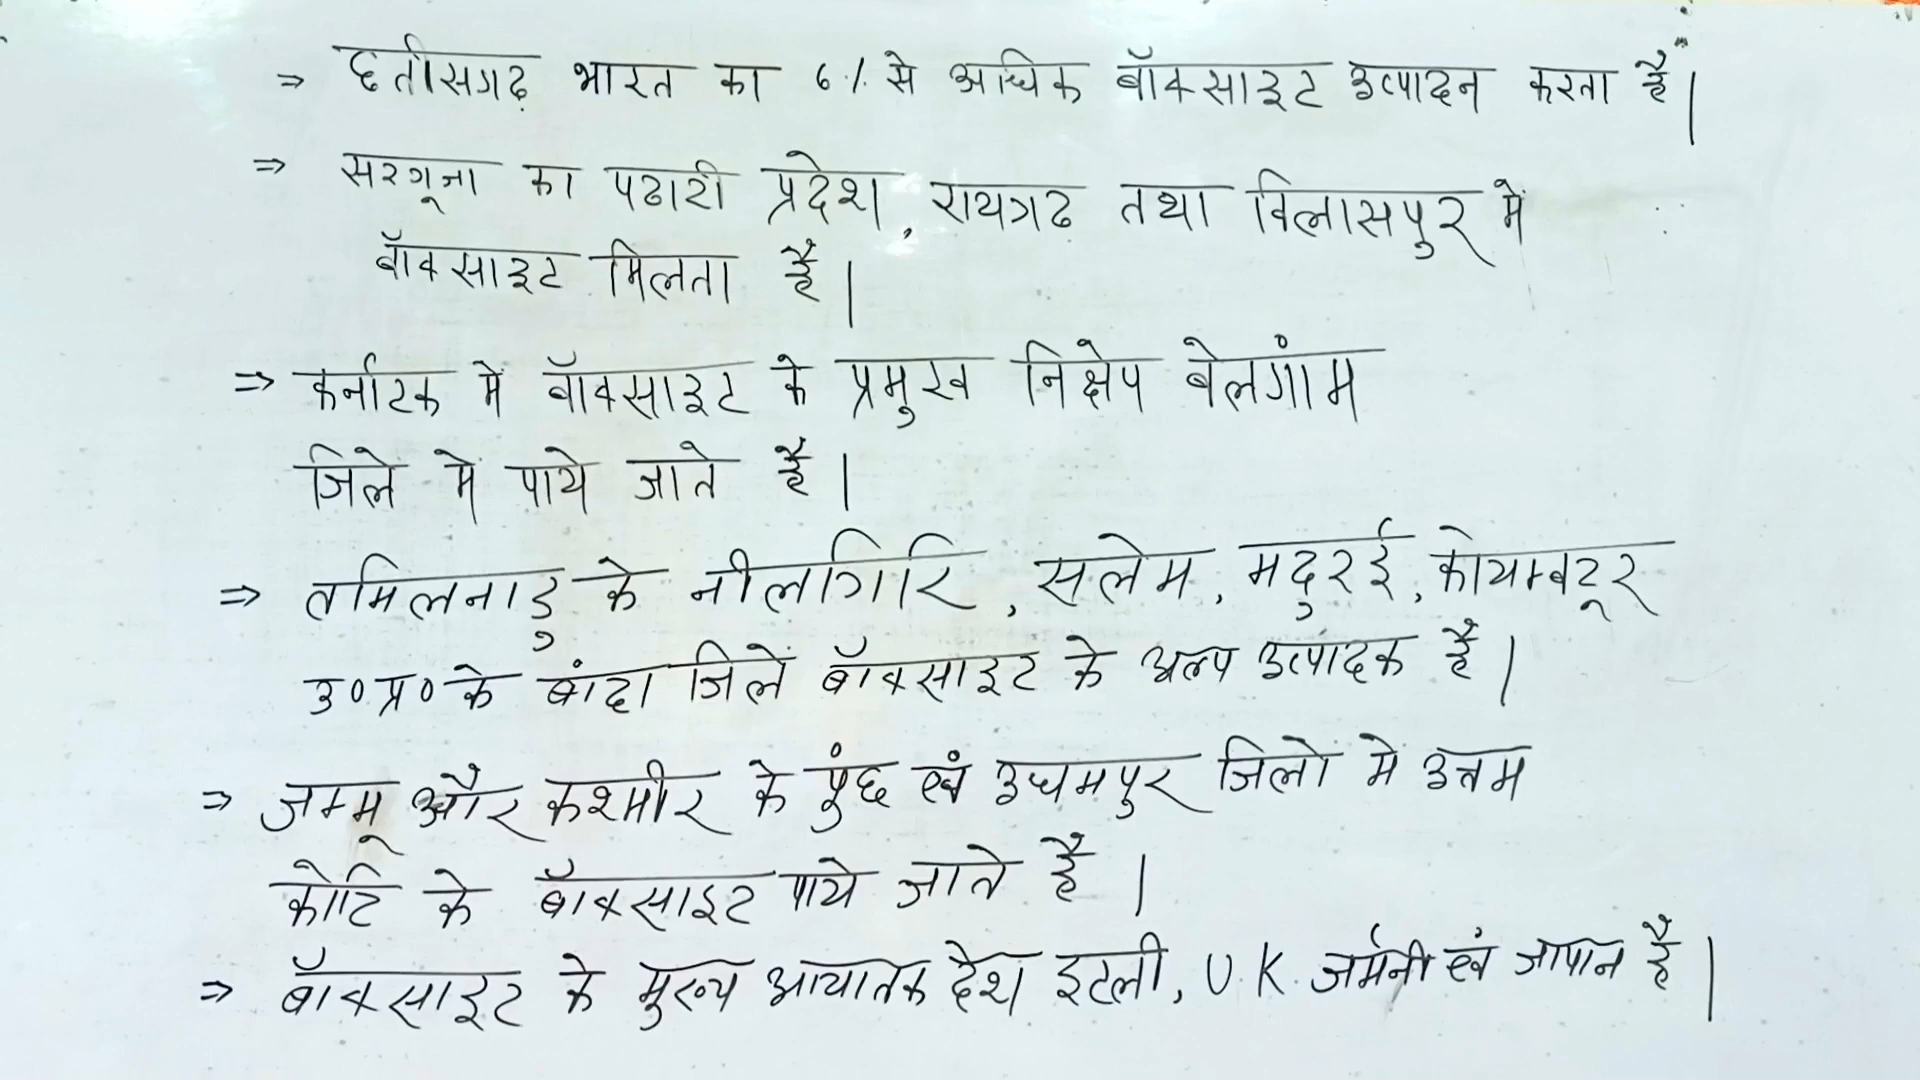 ⇒ छतीसगढ़ भारत का 6% से अधिक बॉक्साइट उत्पादन करता है।
⇒ सरगूजा का पठारी प्रदेश, रायगढ तथा विलासपुर में
बॉक्साइट मिलता है।
⇒ कर्नाटक में बॉक्साइट के प्रमुख निक्षेप बेलगांम
जिले में पाये जाते है।
⇒ तमिलनाडु के नीलगिरि, सलेम, मदुरई, कोयम्बटूर
उ०प्र० के बांदा जिलें बॉक्साइट के अल्प उत्पादक है।
⇒ जम्मू और कश्मीर के पुंछ एवं उधमपुर जिलो मे उत्तम
कोटि के बॉक्साइट पाये जाते है।
⇒ बॉक्साइट के मुख्य आयातक देश इटली, U.K. जर्मनी एवं जापान है।